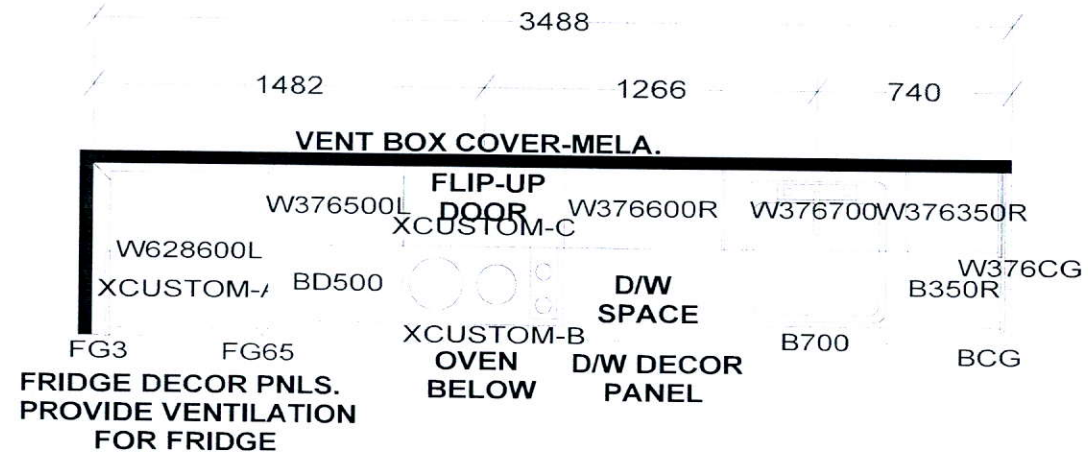 3488
1482 1266 740
VENT BOX COVER-MELA.
FLIP-UP
DOOR
W376500L W376600R W376700 W376350R
XCUSTOM-C
W628600L
W376CG
XCUSTOM-A BD500 B350R
D/W
SPACE
XCUSTOM-B
B700
FG3 FG65 BCG
OVEN
BELOW
D/W DECOR
PANEL
FRIDGE DECOR PNLS.
PROVIDE VENTILATION
FOR FRIDGE